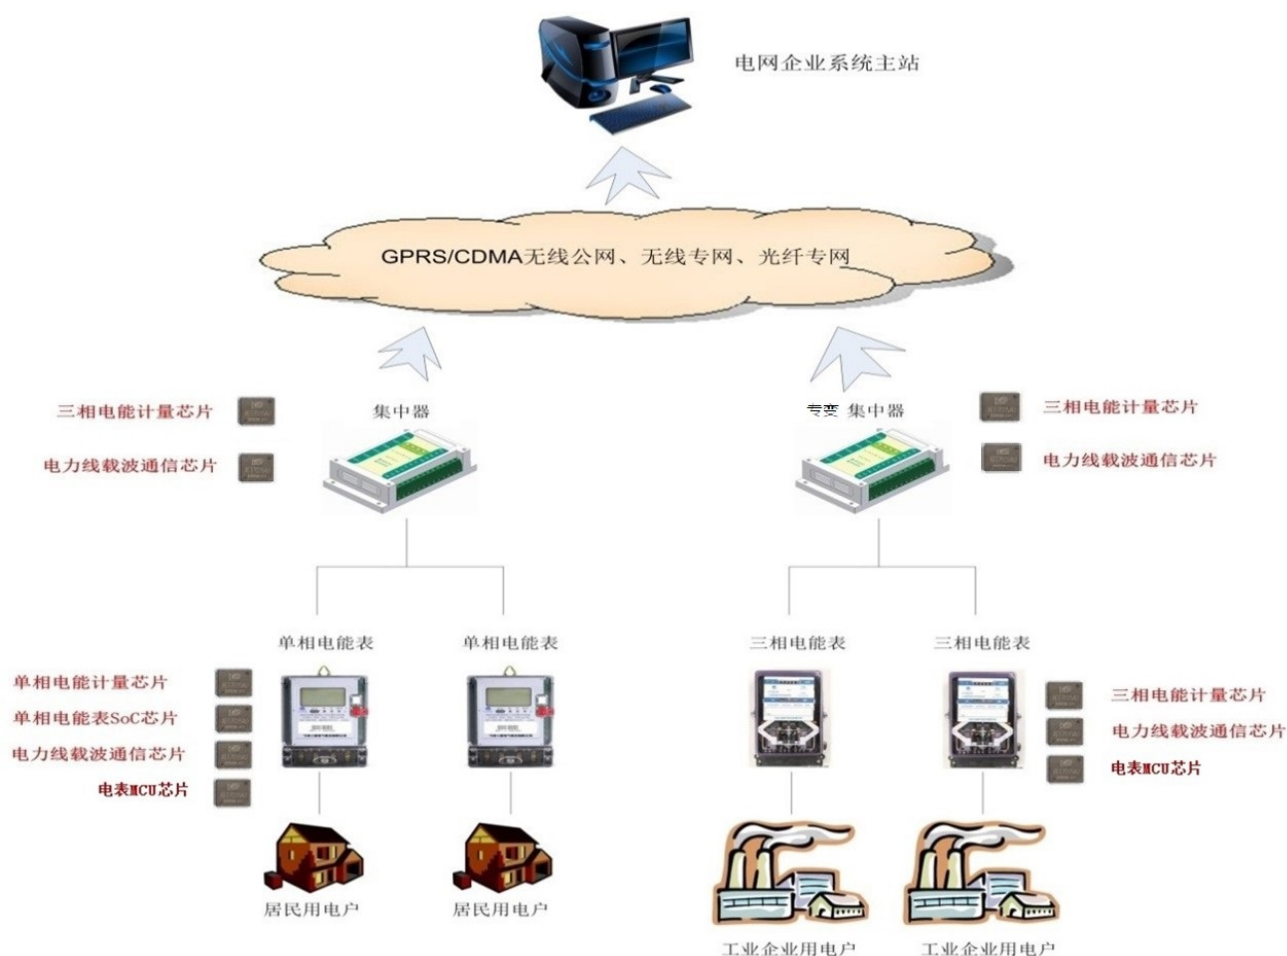 电网企业系统主站
GPRS/CDMA无线公网、无线专网、光纤专网
三相电能计量芯片
集中器
专变 集中器
三相电能计量芯片
电力线载波通信芯片
电力线载波通信芯片
单相电能表
单相电能表
三相电能表
三相电能表
单相电能计量芯片
单相电能表SoC芯片
电力线载波通信芯片
电表MCU芯片
三相电能计量芯片
电力线载波通信芯片
电表MCU芯片
居民用电户
居民用电户
工业企业用电户
工业企业用电户